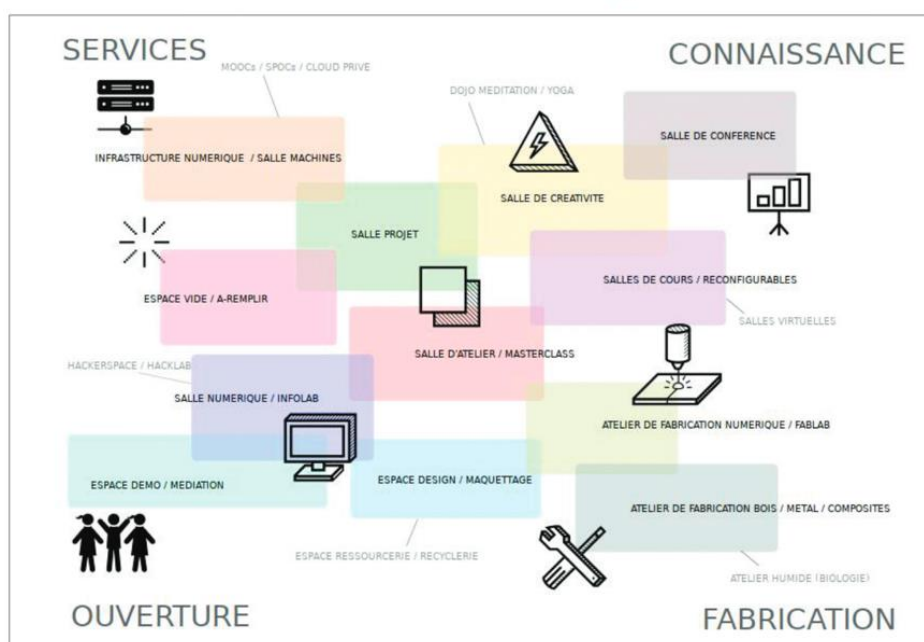 SERVICES
CONNAISSANCE
MOOCs / SPOCs / CLOUD PRIVE
DOJO MEDITATION / YOGA
SALLE DE CONFERENCE
INFRASTRUCTURE NUMERIQUE / SALLE MACHINES
SALLE DE CREATIVITE
SALLE PROJET
SALLES DE COURS / RECONFIGURABLES
ESPACE VIDE / A-REMPLIR
SALLES VIRTUELLES
SALLE D'ATELIER / MASTERCLASS
HACKERSPACE / HACKLAB
SALLE NUMERIQUE / INFOLAB
ATELIER DE FABRICATION NUMERIQUE / FABLAB
ESPACE DESIGN / MAQUETTAGE
ESPACE DEMO / MEDIATION
ATELIER DE FABRICATION BOIS / METAL / COMPOSITES
ESPACE RESSOURCERIE / RECYCLERIE
ATELIER HUMIDE (BIOLOGIE)
OUVERTURE
FABRICATION